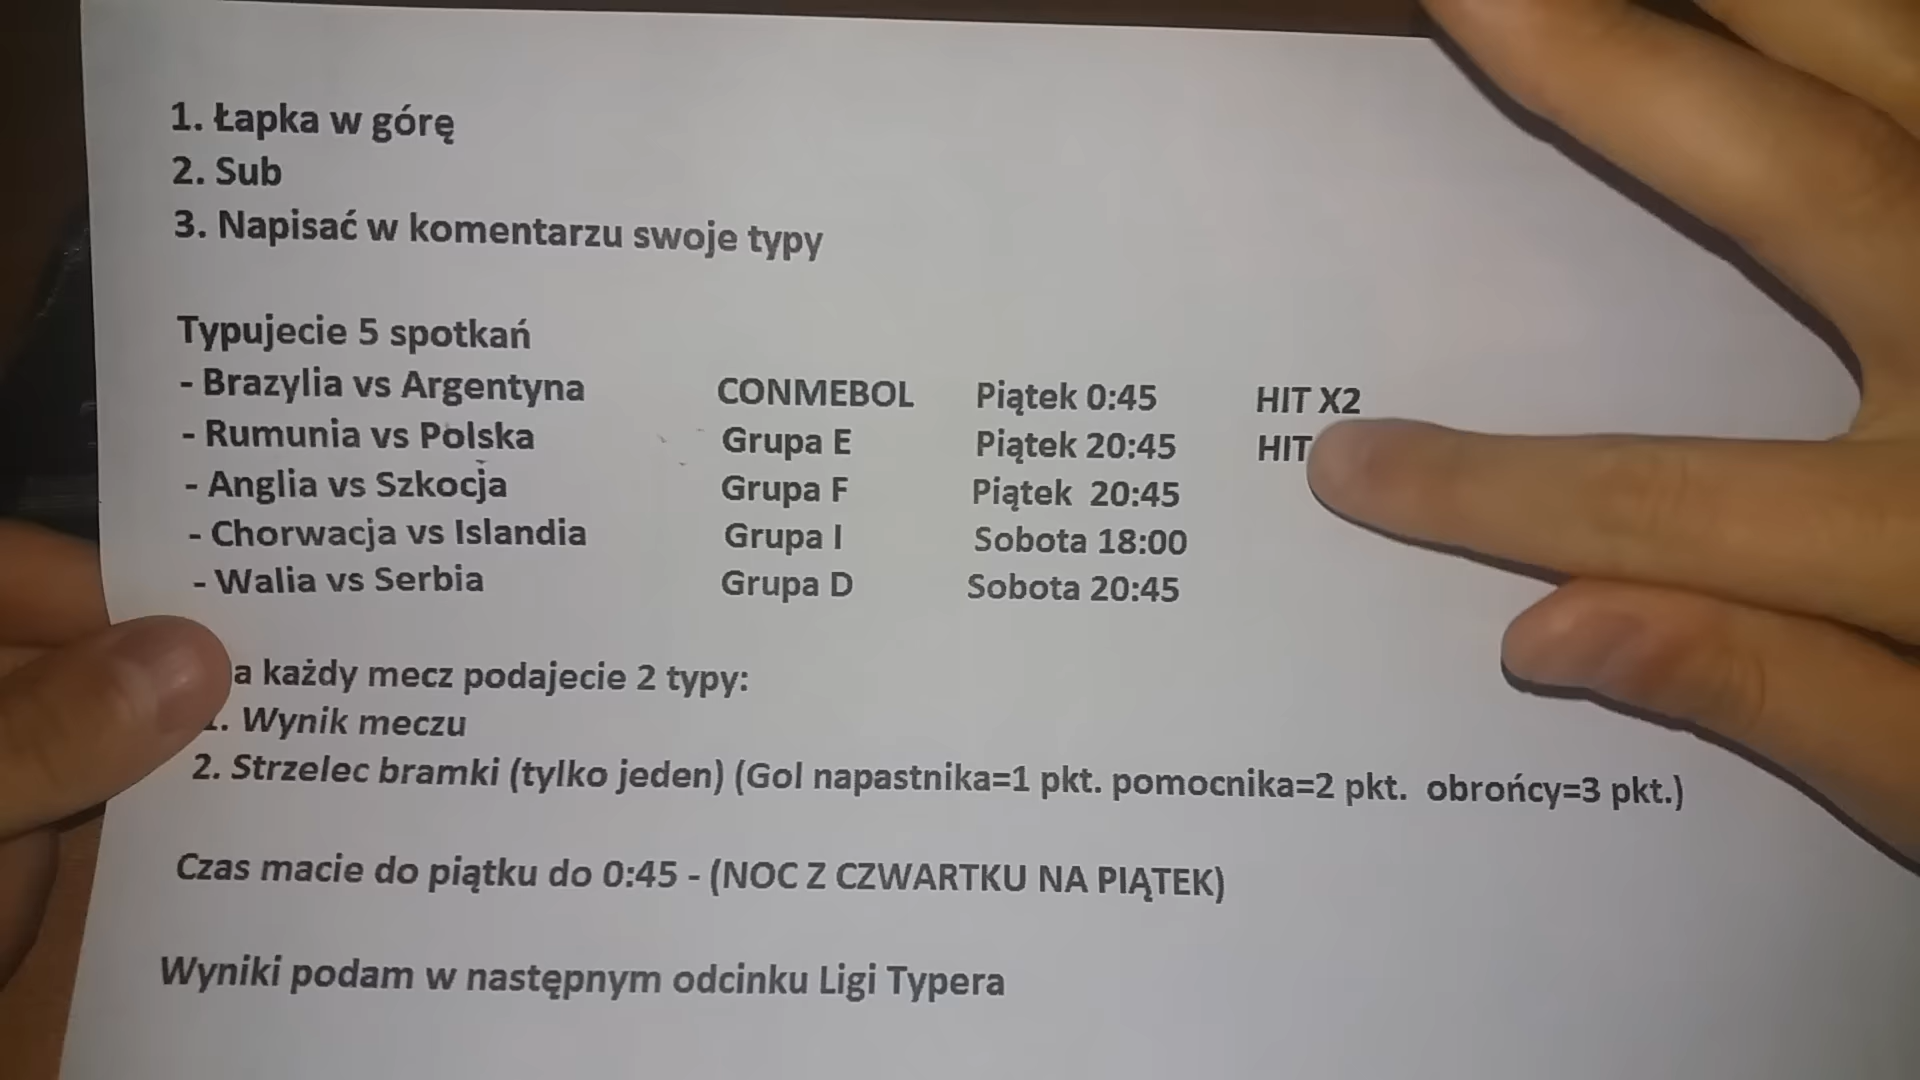 1. Łapka w górę
2. Sub
3. Napisać w komentarzu swoje typy
Typujecie 5 spotkań
- Brazylia vs Argentyna CONMEBOL Piątek 0:45 HIT X2
- Rumunia vs Polska Grupa E Piątek 20:45 HIT
- Anglia vs Szkocja Grupa F Piątek 20:45
- Chorwacja vs Islandia Grupa I Sobota 18:00
- Walia vs Serbia Grupa D Sobota 20:45
a każdy mecz podajecie 2 typy:
1. Wynik meczu
2. Strzelec bramki (tylko jeden) (Gol napastnika=1 pkt. pomocnika=2 pkt. obrońcy=3 pkt.)
Czas macie do piątku do 0:45 - (NOC Z CZWARTKU NA PIĄTEK)
Wyniki podam w następnym odcinku Ligi Typera